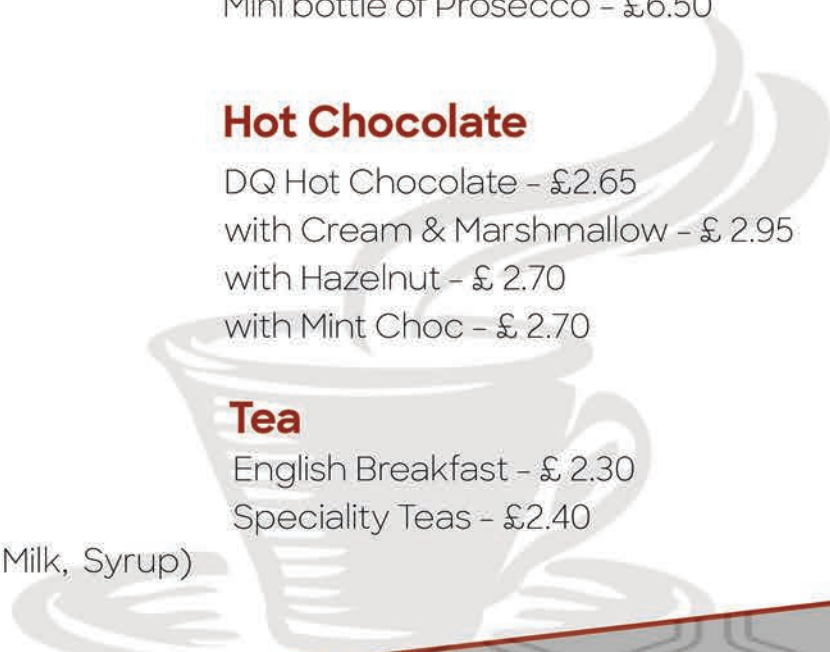 Mini bottle of Prosecco - £6.50
Hot Chocolate
DQ Hot Chocolate - £2.65
with Cream & Marshmallow - £ 2.95
with Hazelnut - £ 2.70
with Mint Choc - £ 2.70
Tea
English Breakfast - £ 2.30
Speciality Teas - £2.40
Milk, Syrup)